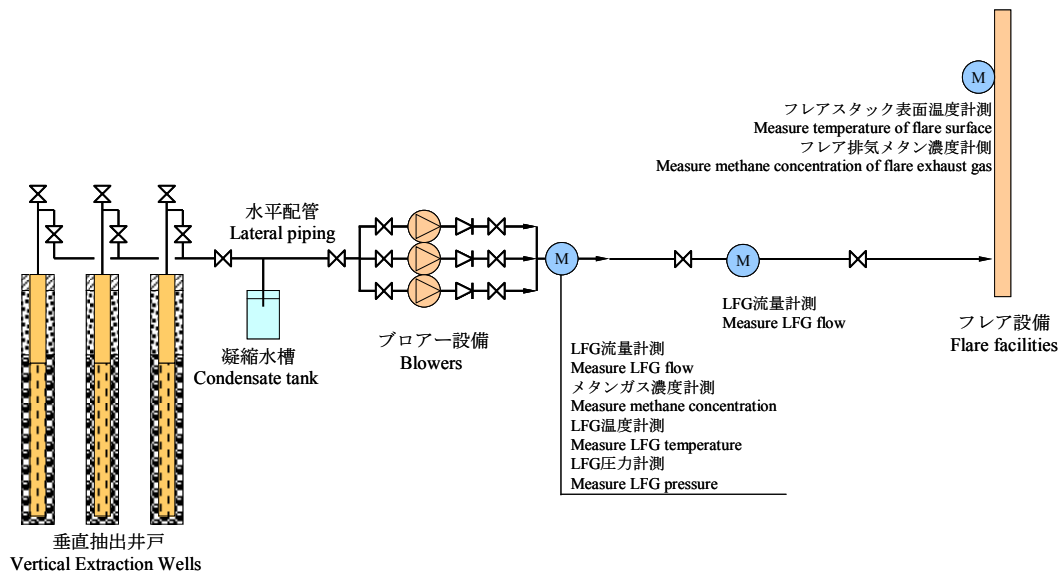 M
フレアスタック表面温度計測
Measure temperature of flare surface
フレア排気メタン濃度計側
Measure methane concentration of flare exhaust gas
水平配管
Lateral piping
M
M
LFG流量計測
Measure LFG flow
フレア設備
Flare facilities
ブロアー設備
Blowers
凝縮水槽
Condensate tank
LFG流量計測
Measure LFG flow
メタンガス濃度計測
Measure methane concentration
LFG温度計測
Measure LFG temperature
LFG圧力計測
Measure LFG pressure
垂直抽出井戸
Vertical Extraction Wells